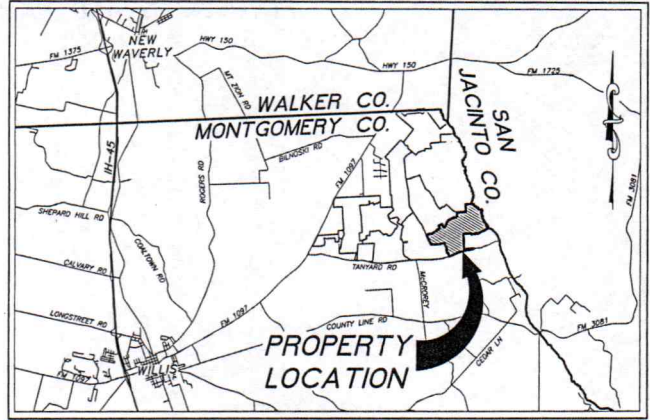 NEW
WAVERLY
FM 1375
HWY 150
MT ZION RD
HWY 150
FM 1725
WALKER CO.
MONTGOMERY CO.
SAN
JACINTO CO.
IH-45
ROGERS RD
BILNOSKI RD
FM 1097
FM 3081
SHEPARD HILL RD
COALTOWN RD
CALVARY RD
TANYARD RD
McCROREY
LONGSTREET RD
FM 1097
COUNTY LINE RD
FM 3081
CEDAR LN
WILLIS
FM 1097
PROPERTY
LOCATION